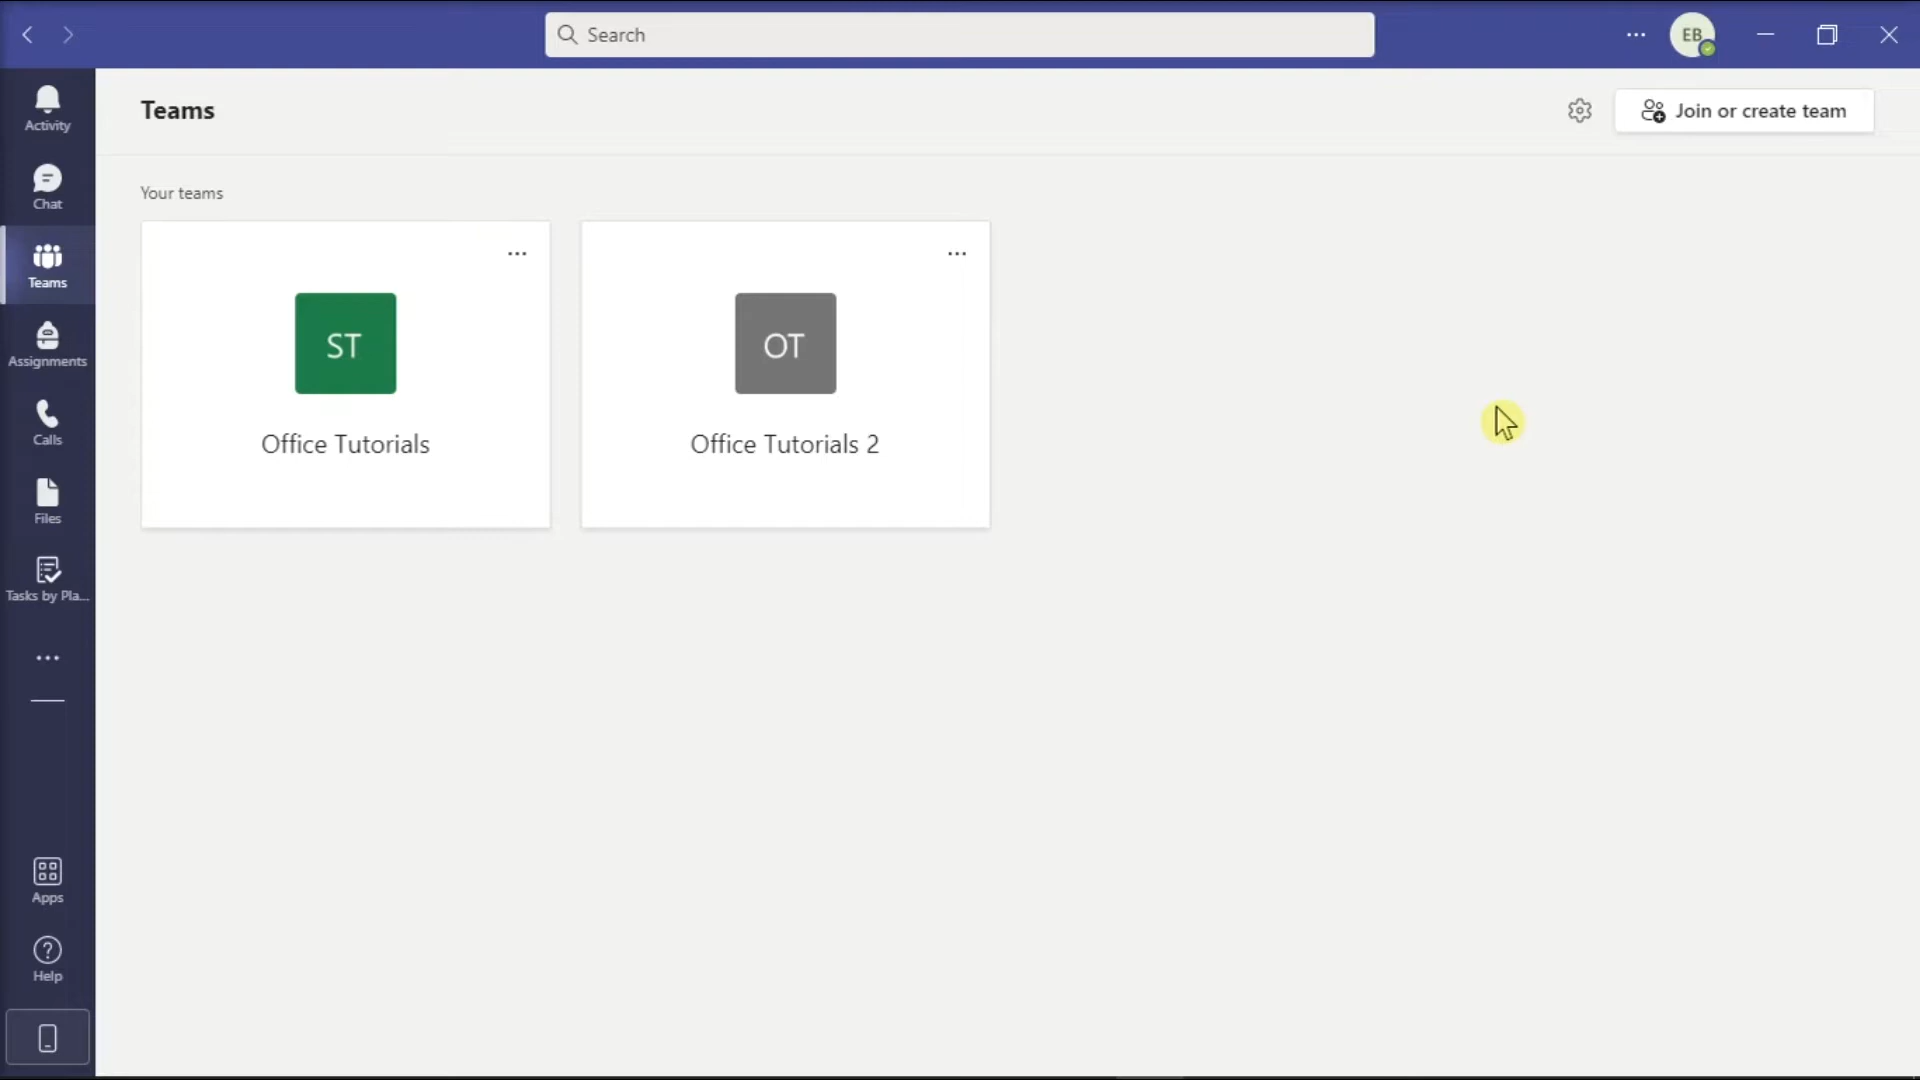 Search
EB
Activity
Chat
Teams
Assignments
Calls
Files
Tasks by Pla...
Apps
Help
Teams
Join or create team
Your teams
ST
Office Tutorials
OT
Office Tutorials 2